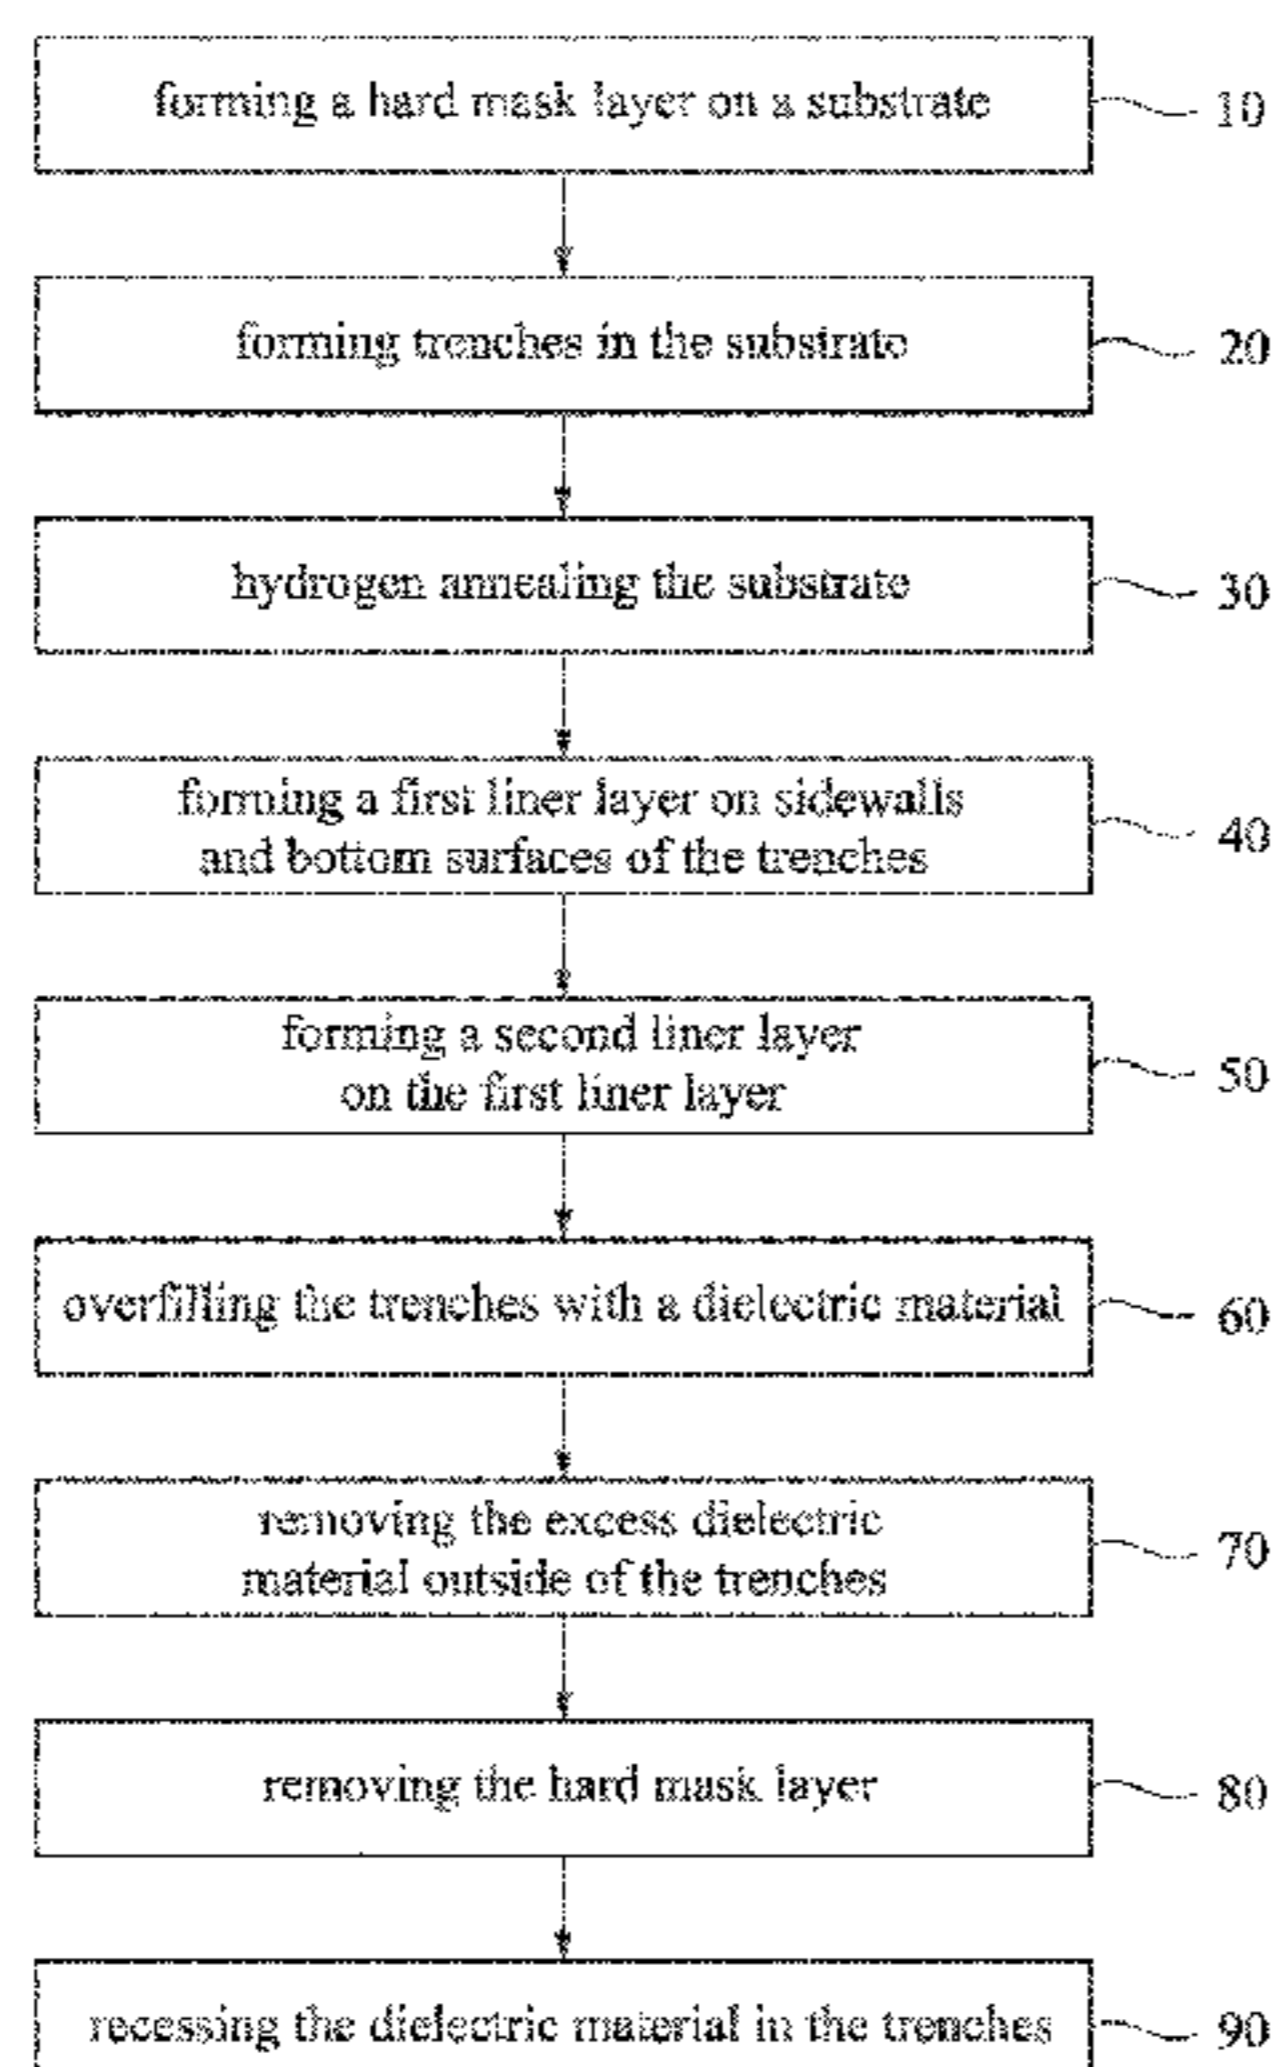 forming a hard mask layer on a substrate
10
forming trenches in the substrate
20
hydrogen annealing the substrate
30
forming a first liner layer on sidewalls
and bottom surfaces of the trenches
40
forming a second liner layer
on the first liner layer
50
overfilling the trenches with a dielectric material
60
removing the excess dielectric
material outside of the trenches
70
removing the hard mask layer
80
recessing the dielectric material in the trenches
90